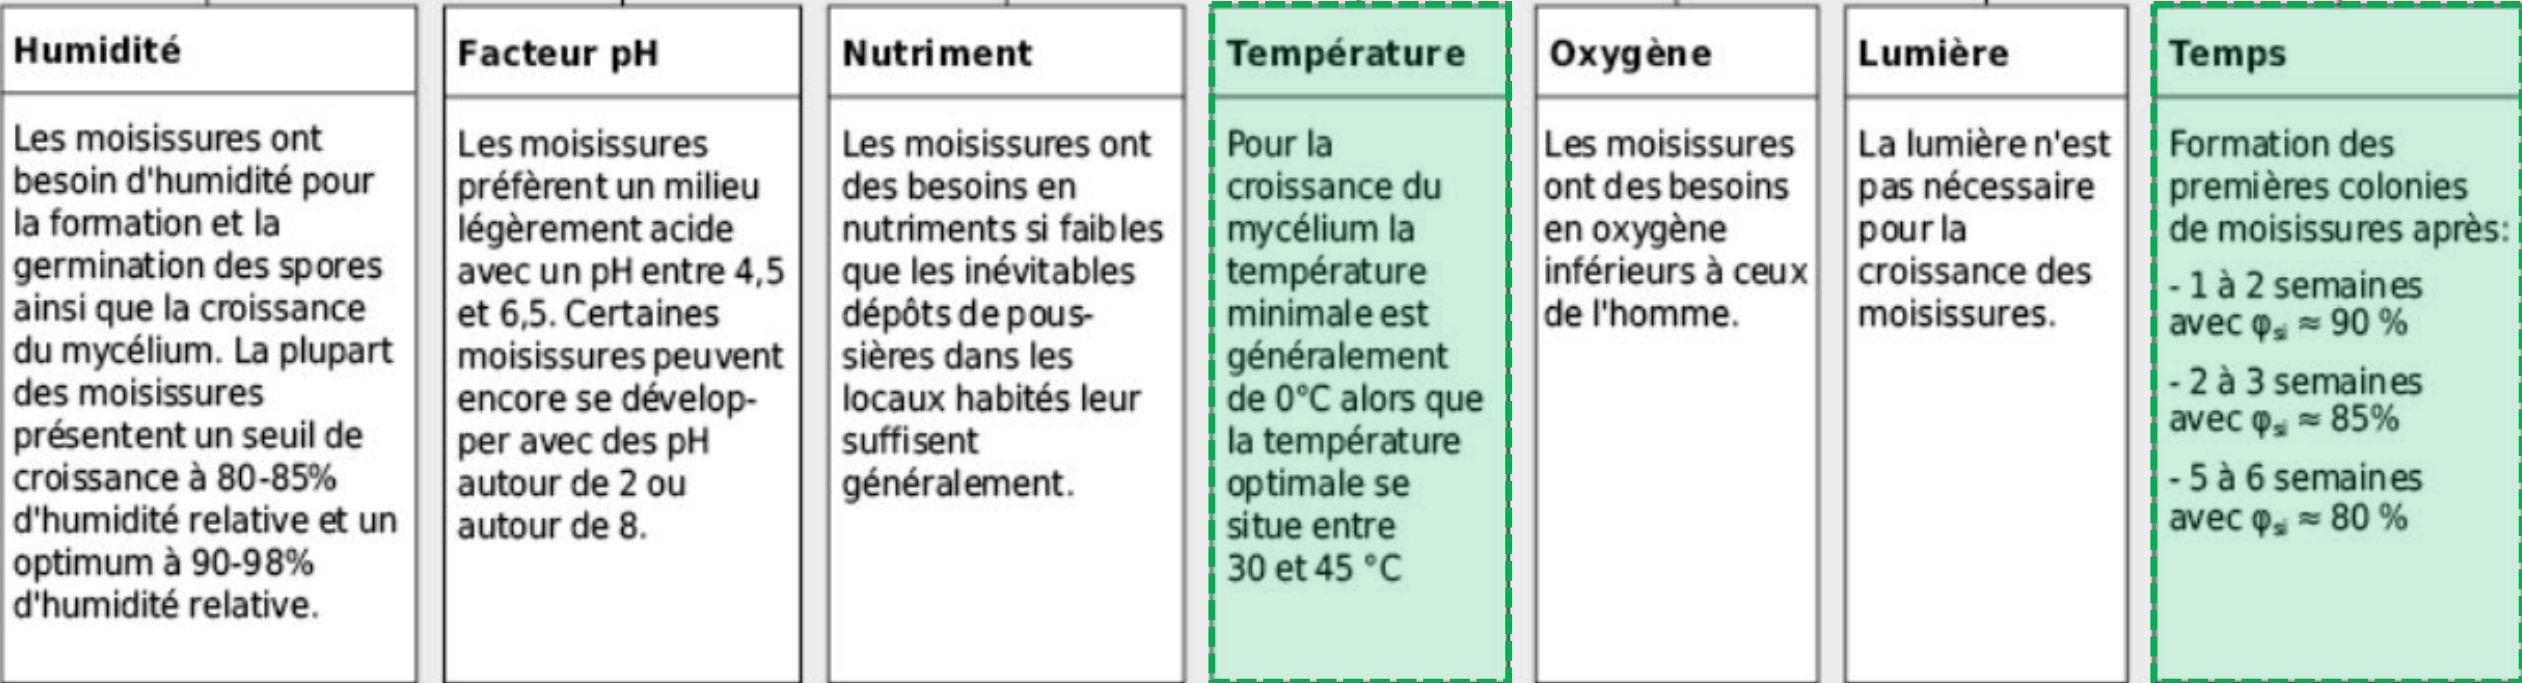 Humidité
Les moisissures ont
besoin d'humidité pour
la formation et la
germination des spores
ainsi que la croissance
du mycélium. La plupart
des moisissures
présentent un seuil de
croissance à 80-85%
d'humidité relative et un
optimum à 90-98%
d'humidité relative.
Facteur pH
Les moisissures
préfèrent un milieu
légèrement acide
avec un pH entre 4,5
et 6,5. Certaines
moisissures peuvent
encore se dévelop-
per avec des pH
autour de 2 ou
autour de 8.
Nutriment
Les moisissures ont
des besoins en
nutriments si faibles
que les inévitables
dépôts de pous-
sières dans les
locaux habités leur
suffisent
généralement.
Température
Pour la
croissance du
mycélium la
température
minimale est
généralement
de 0°C alors que
la température
optimale se
situe entre
30 et 45 °C
Oxygène
Les moisissures
ont des besoins
en oxygène
inférieurs à ceux
de l'homme.
Lumière
La lumière n'est
pas nécessaire
pour la
croissance des
moisissures.
Temps
Formation des
premières colonies
de moisissures après:
- 1 à 2 semaines
avec φsi ≈ 90 %
- 2 à 3 semaines
avec φsi ≈ 85%
- 5 à 6 semaines
avec φsi ≈ 80 %